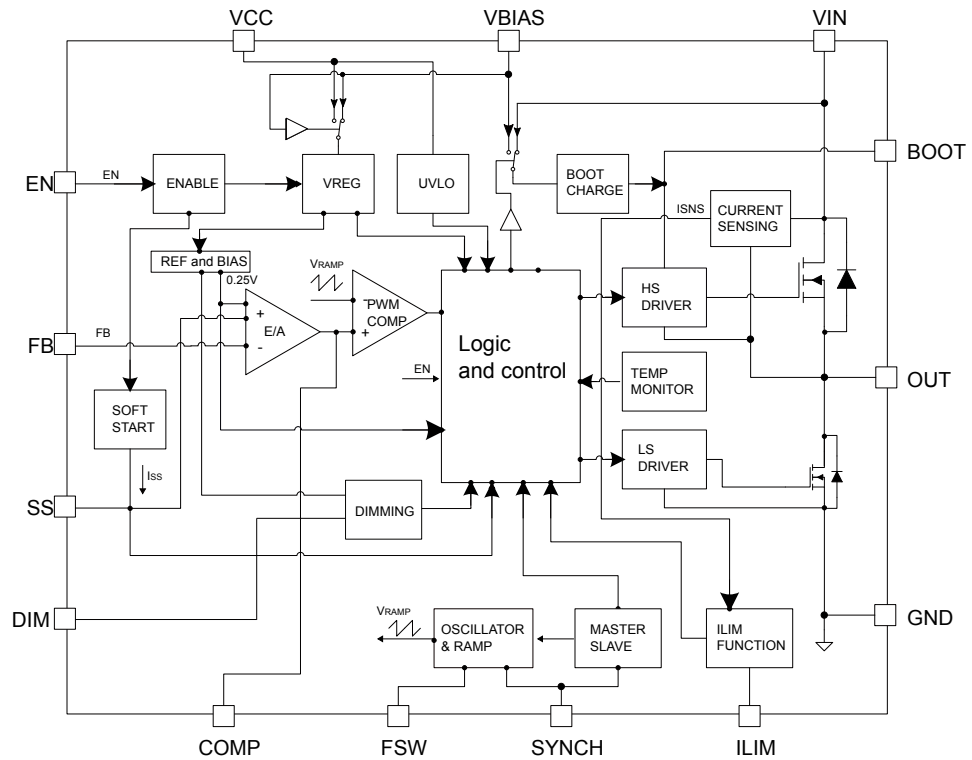 VCC
VBIAS
VIN
BOOT
EN
EN
ENABLE
VREG
UVLO
BOOT
CHARGE
ISNS
CURRENT
SENSING
REF and BIAS
0.25V
VRAMP
HS
DRIVER
+
E/A
-
-
PWM
COMP
+
FB
FB
Logic
and control
EN
TEMP
MONITOR
OUT
SOFT
START
LS
DRIVER
ISS
SS
DIMMING
DIM
VRAMP
OSCILLATOR
& RAMP
MASTER
SLAVE
ILIM
FUNCTION
GND
COMP
FSW
SYNCH
ILIM